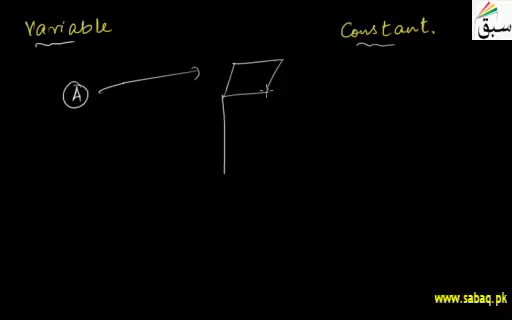 Variable
Constant.
سبق
A
www.sabaq.pk